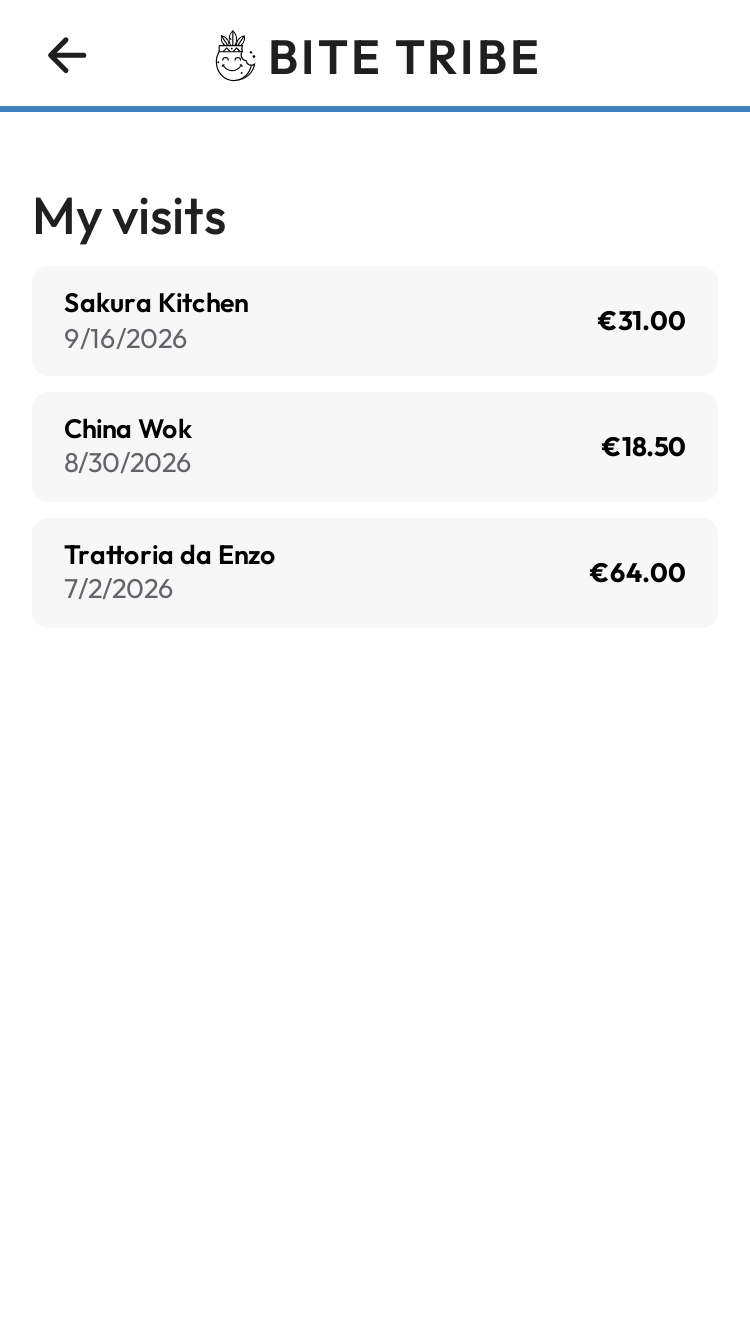 BITE TRIBE
My visits
Sakura Kitchen
9/16/2026
€31.00
China Wok
8/30/2026
€18.50
Trattoria da Enzo
7/2/2026
€64.00